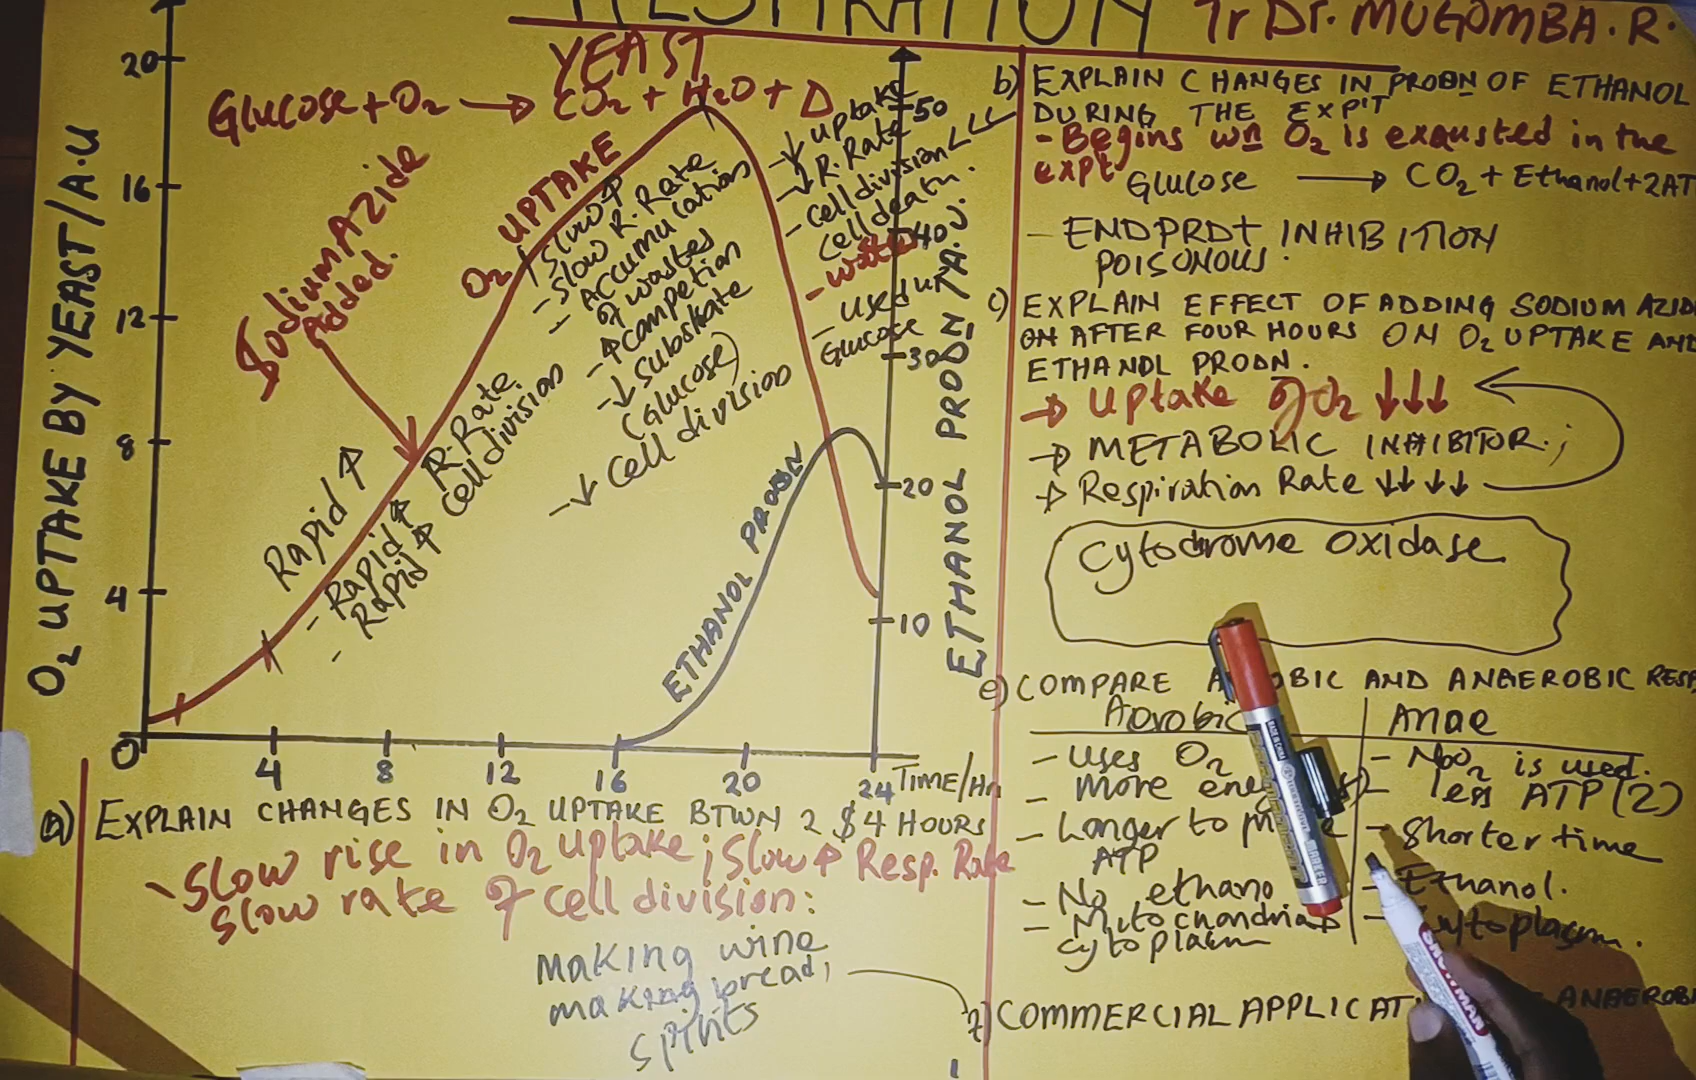 RESPIRATION Tr Dr. MUGOMBA. R.
YEAST
Glucose + O2 → CO2 + H2O + D
O2 UPTAKE BY YEAST/A.U
20
16
12
8
4
0
4 8 12 16 20 24 TIME/Hr
50
40
30
20
10
ETHANOL PRODN/A.U.
Sodium Azide
Added.
O2 UPTAKE
Rapid ↑
- Rapid ↑ R.Rate
- Rapid ↑ cell division
Slow ↑
- Slow R.Rate
- Accumulation
of wastes
- ↑ competion
- ↓ substrate
(Glucose)
- ↓ cell division
- ↓ uptake
- ↓ R.Rate
- cell division ↓↓
cell death.
- used up
Glucose
ETHANOL PRODN
a) EXPLAIN CHANGES IN O2 UPTAKE BTWN 2 $ 4 HOURS
- Slow rise in O2 uptake; Slow ↑ Resp. Rate
Slow rate of cell division:
making wine
making bread,
spirits
b) EXPLAIN CHANGES IN PRODN OF ETHANOL
DURING THE EXP'T
- Begins wn O2 is exausted in the
expt
Glucose → CO2 + Ethanol + 2AT
- ENDPRDt INHIBITION
POISONOUS.
c) EXPLAIN EFFECT OF ADDING SODIUM AZID
ON AFTER FOUR HOURS ON O2 UPTAKE AND
ETHANOL PRODN.
→ Uptake of O2 ↓↓↓
→ METABOLIC INHIBITOR.;
→ Respiration Rate ↓↓↓↓
Cytochrome oxidase
e) COMPARE AND ANAEROBIC RESP
Aerobic Anae
- Uses O2 - No O2 is used.
- More - less ATP (2)
- Longer to - Shorter time
ATP
- No ethano - Ethanol.
- Mitochondria - Cytoplasm.
cytoplasm
f) COMMERCIAL APPLICAT ANAEROBI